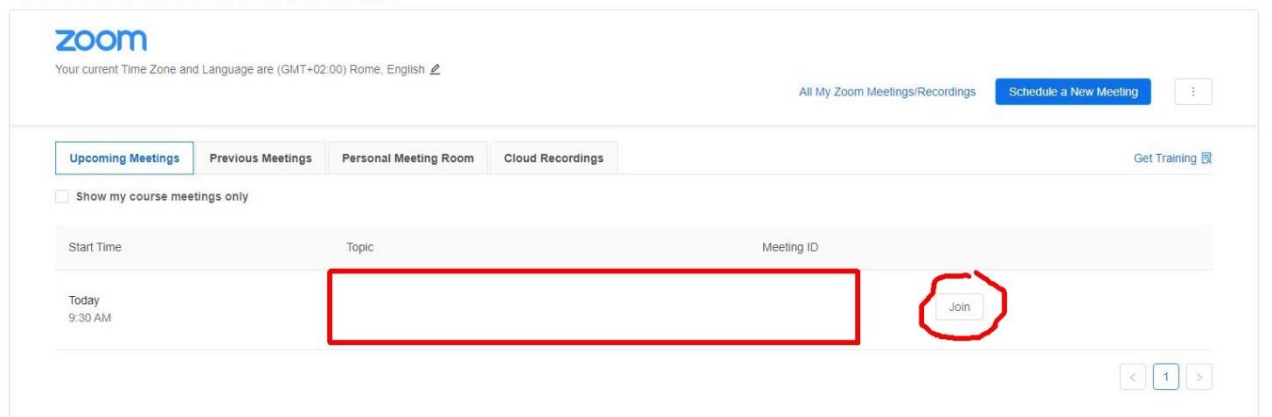 zoom
Your current Time Zone and Language are (GMT+02:00) Rome, English
All My Zoom Meetings/Recordings Schedule a New Meeting
Upcoming Meetings Previous Meetings Personal Meeting Room Cloud Recordings Get Training
Show my course meetings only
Start Time Topic Meeting ID
Today
9:30 AM
Join
< 1 >